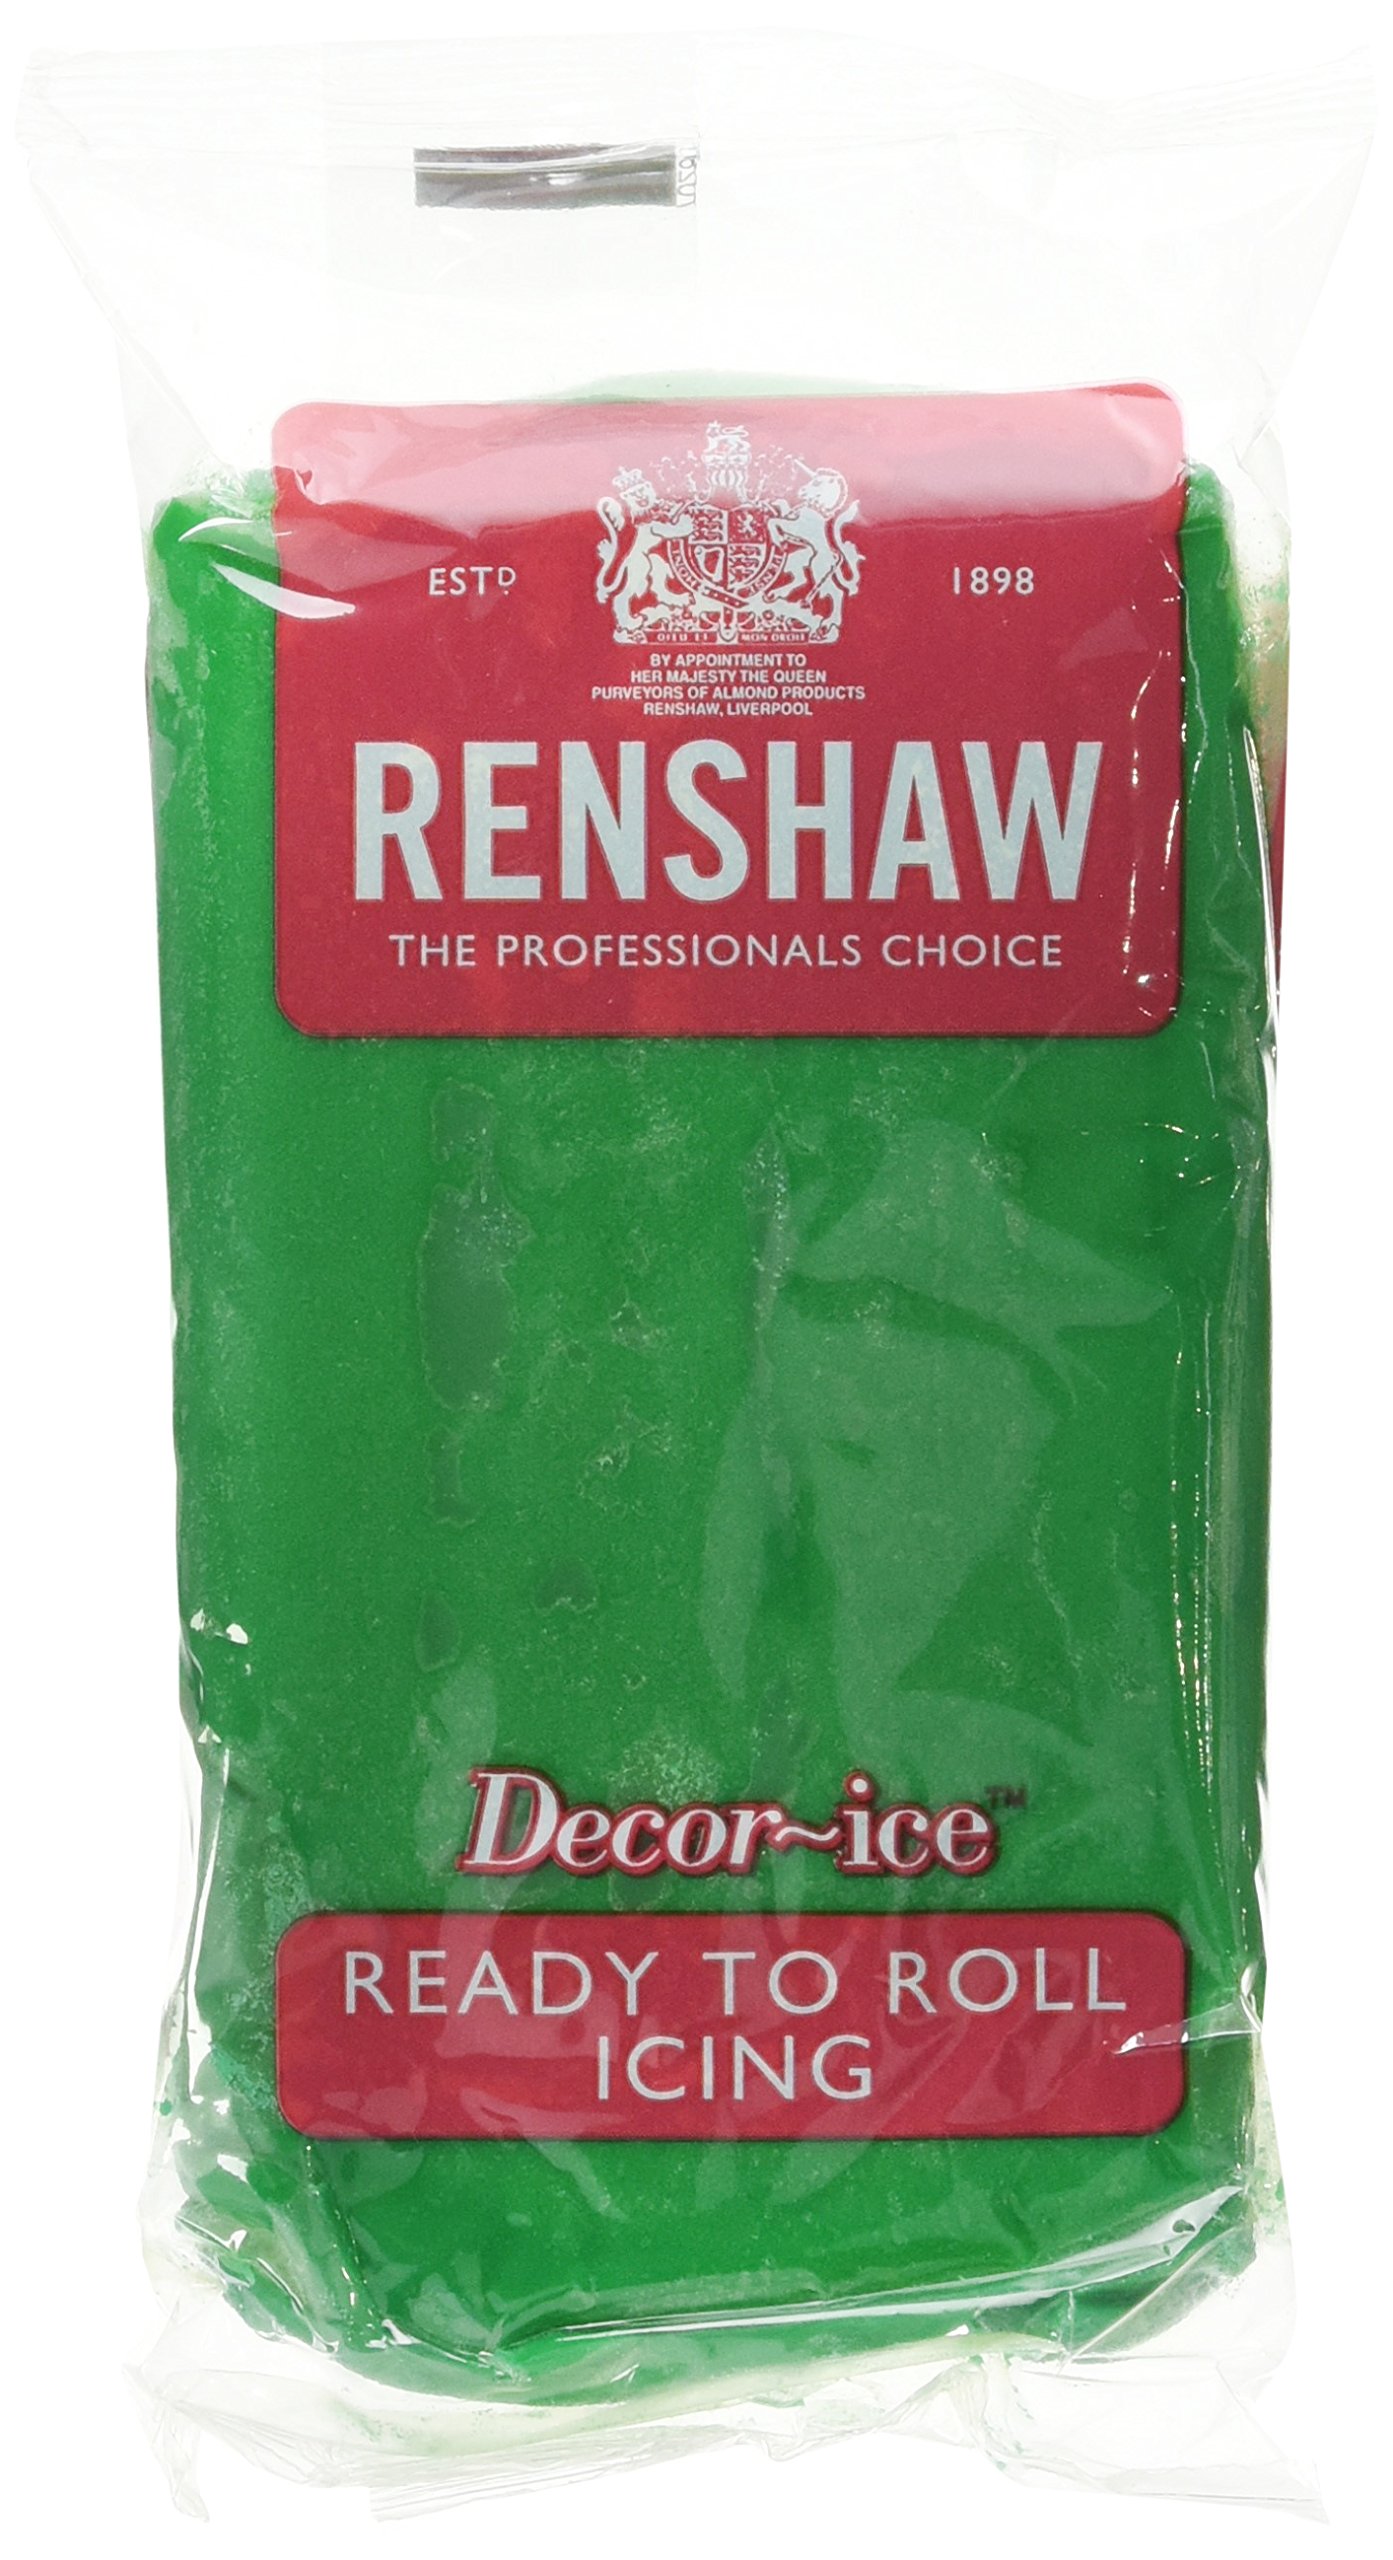 ESTD 1898
BY APPOINTMENT TO
HER MAJESTY THE QUEEN
PURVEYORS OF ALMOND PRODUCTS
RENSHAW, LIVERPOOL
RENSHAW
THE PROFESSIONALS CHOICE
Decor~ice™
READY TO ROLL
ICING